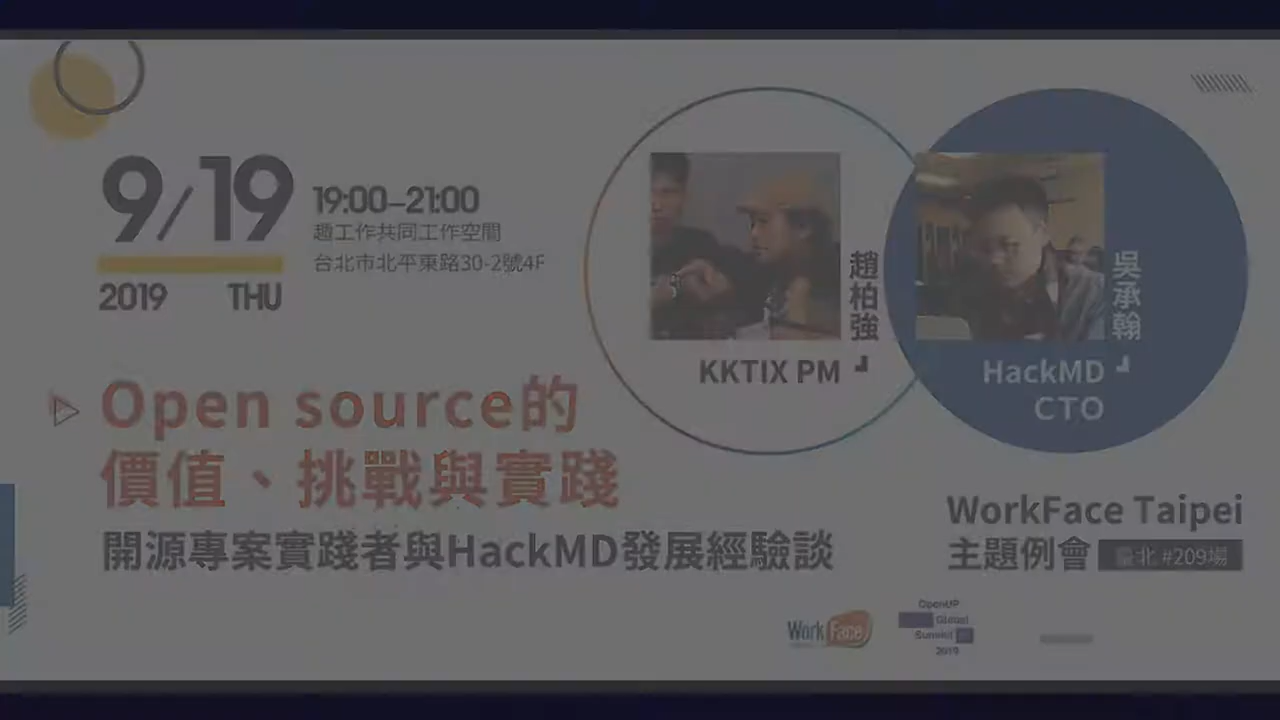 9/19
19:00–21:00
趣工作共同工作空間
台北市北平東路30-2號4F
2019 THU
趙柏強
KKTIX PM
吳承翰
HackMD
CTO
Open source的
價值、挑戰與實踐
開源專案實踐者與HackMD發展經驗談
WorkFace Taipei
主題例會 臺北 #209場
Work Face
OpenUP
Global
Summit
2019